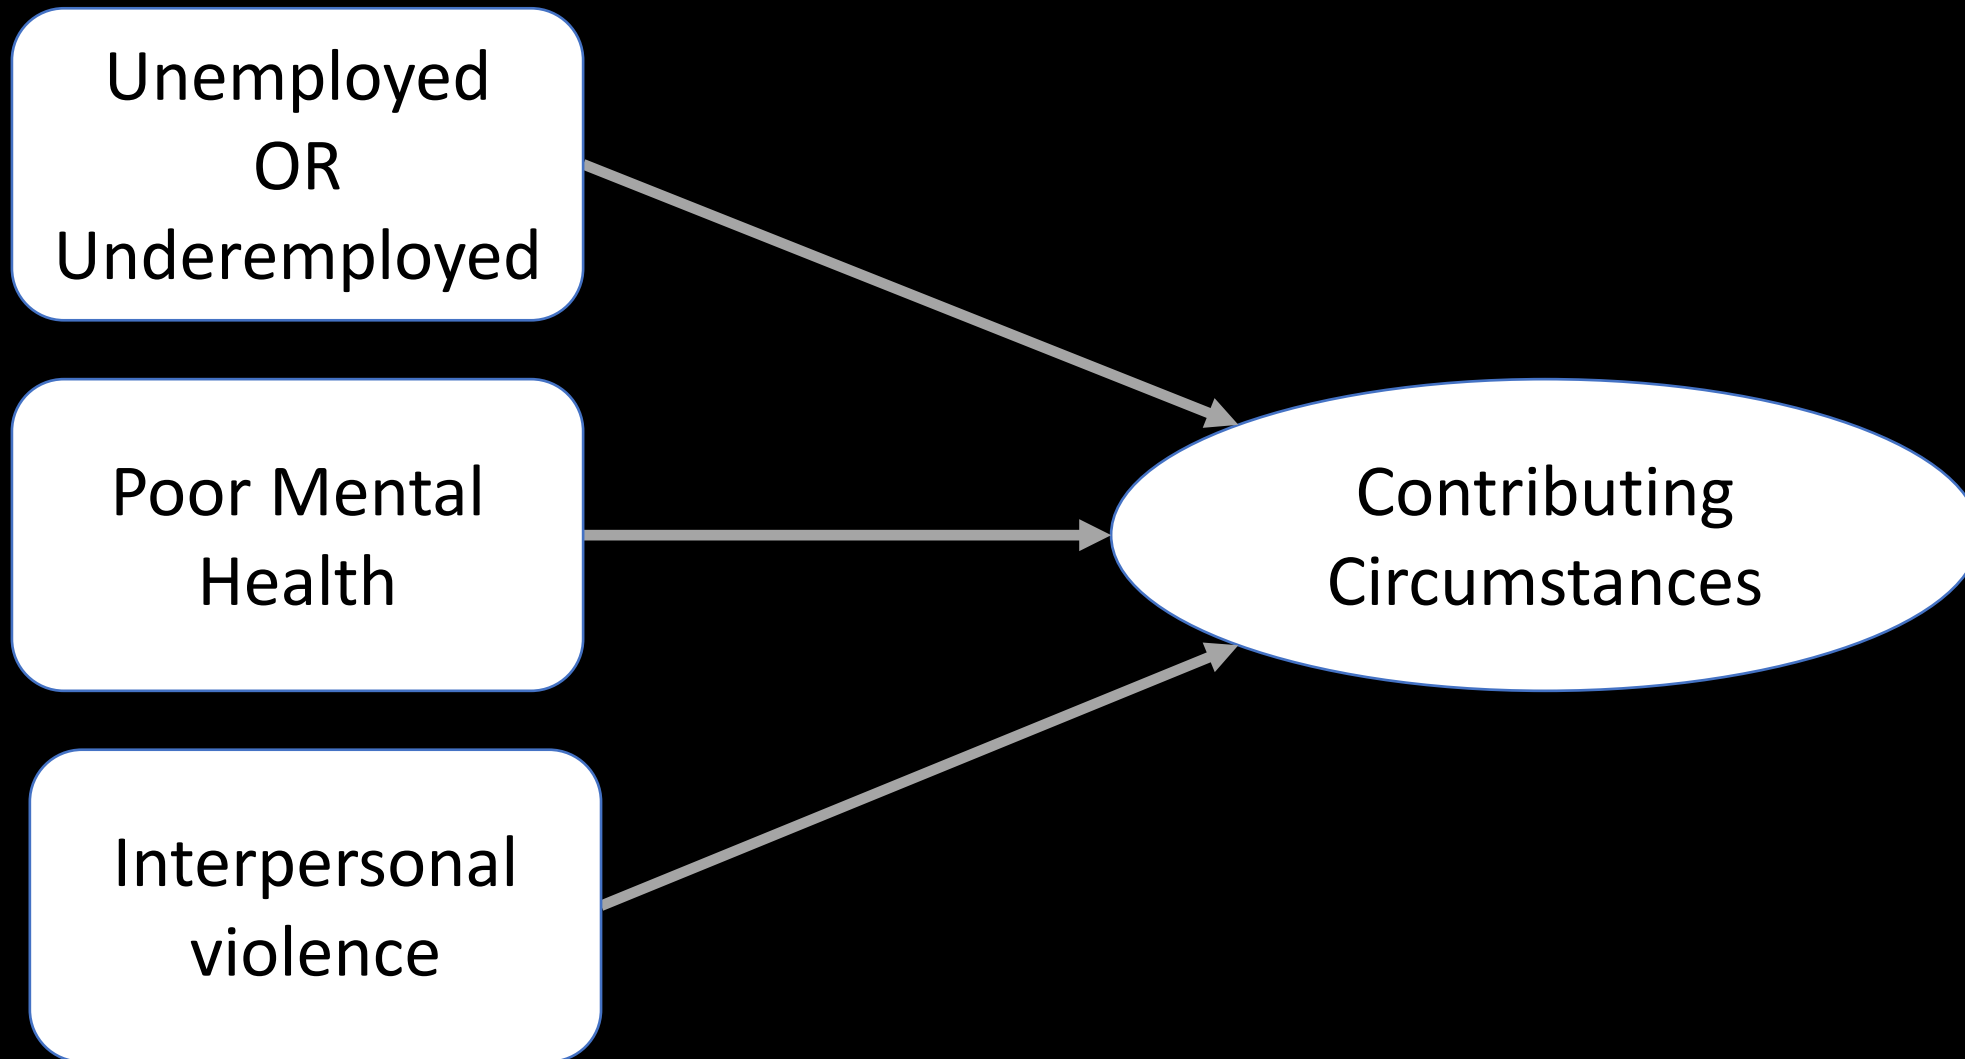 Unemployed
OR
Underemployed
Poor Mental
Health
Interpersonal
violence
Contributing
Circumstances